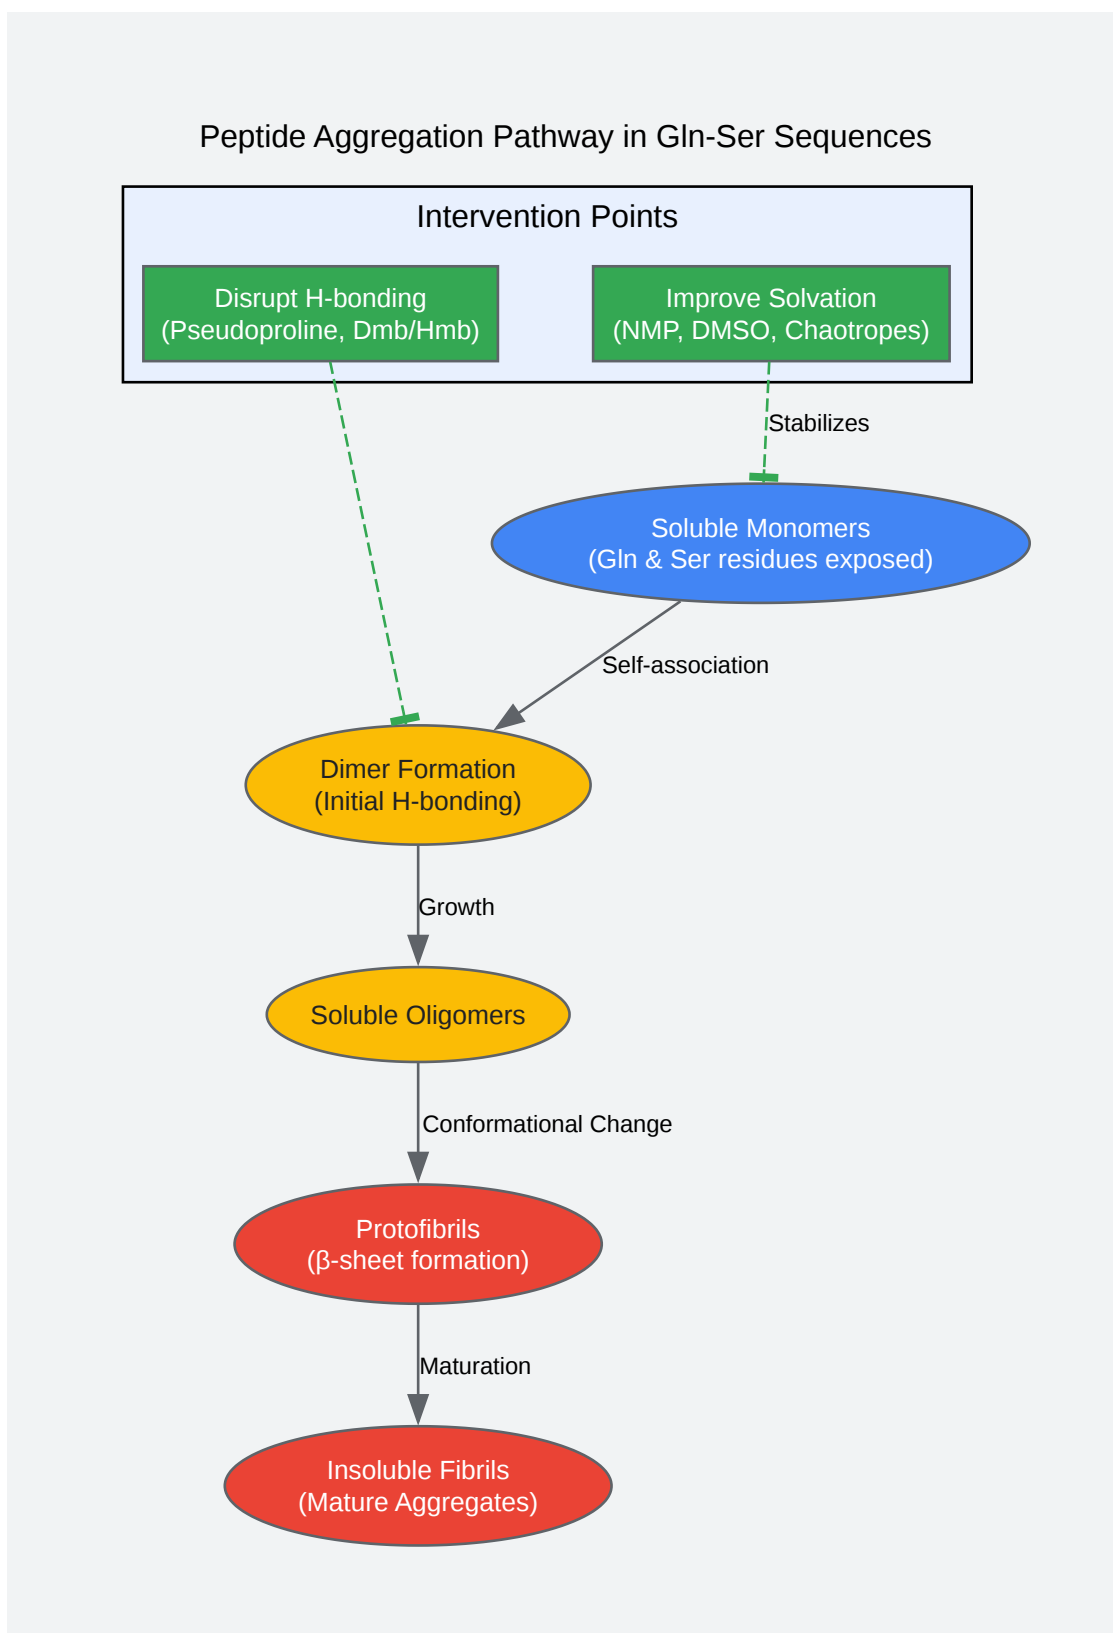 Peptide Aggregation Pathway in Gln-Ser Sequences
Intervention Points
Disrupt H-bonding
(Pseudoproline, Dmb/Hmb)
Improve Solvation
(NMP, DMSO, Chaotropes)
Stabilizes
Soluble Monomers
(Gln & Ser residues exposed)
Self-association
Dimer Formation
(Initial H-bonding)
Growth
Soluble Oligomers
Conformational Change
Protofibrils
(β-sheet formation)
Maturation
Insoluble Fibrils
(Mature Aggregates)